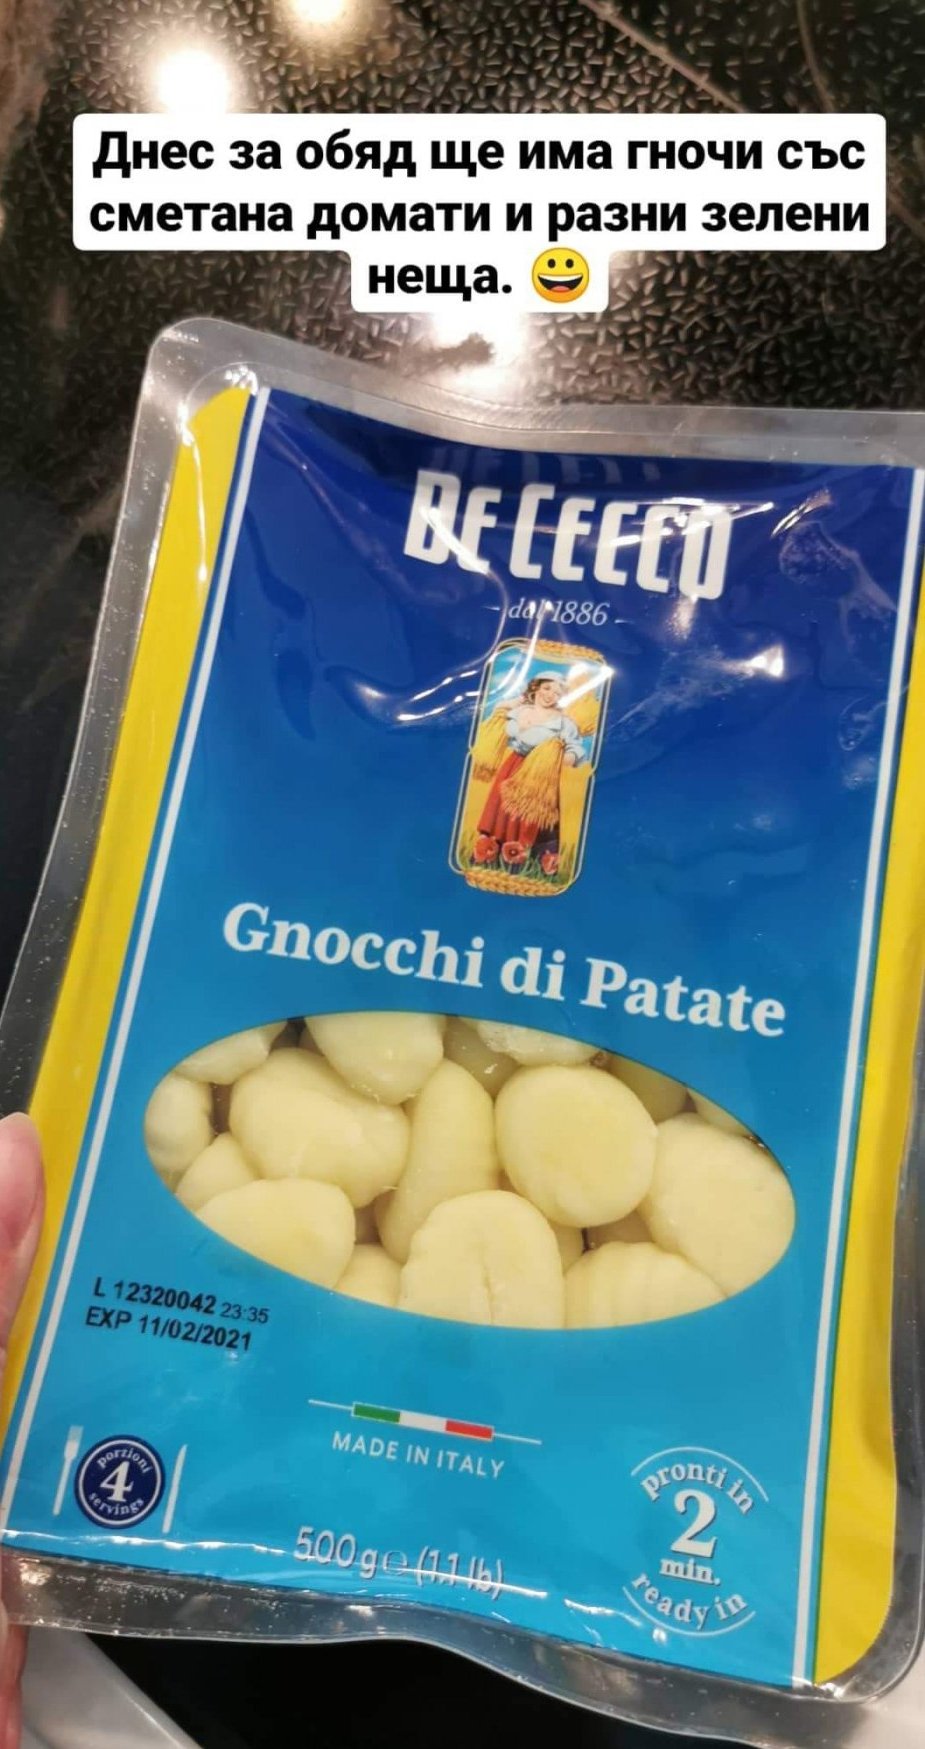 Днес за обяд ще има гночи със
сметана домати и разни зелени
неща. 😀
DE CECCO
dal 1886
Gnocchi di Patate
L 12320042 23:35
EXP 11/02/2021
MADE IN ITALY
porzioni
4
servings
500 g e (1.1 lb)
pronti in
2
min.
ready in